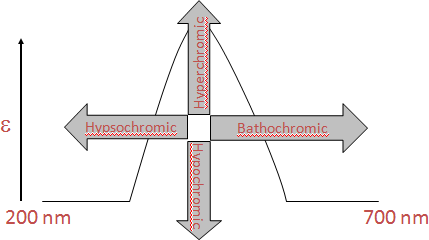 Hyperchromic
ε
Hypsochromic
Bathochromic
Hypochromic
200 nm
700 nm